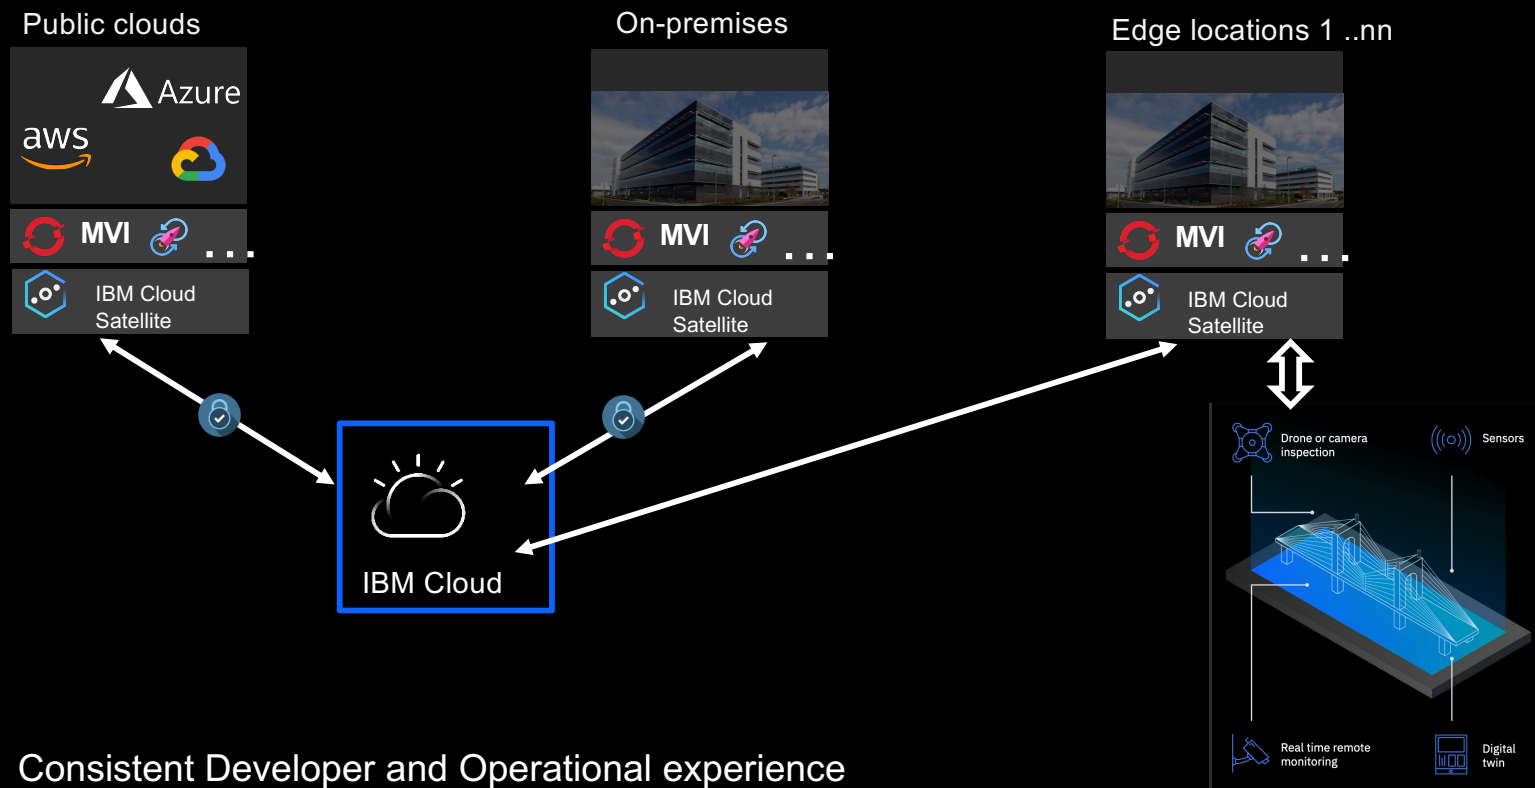 Public clouds
On-premises
Edge locations 1 ..nn
Azure
aws
MVI
...
MVI
...
MVI
...
IBM Cloud
Satellite
IBM Cloud
Satellite
IBM Cloud
Satellite
IBM Cloud
Drone or camera
inspection
Sensors
Real time remote
monitoring
Digital
twin
Consistent Developer and Operational experience